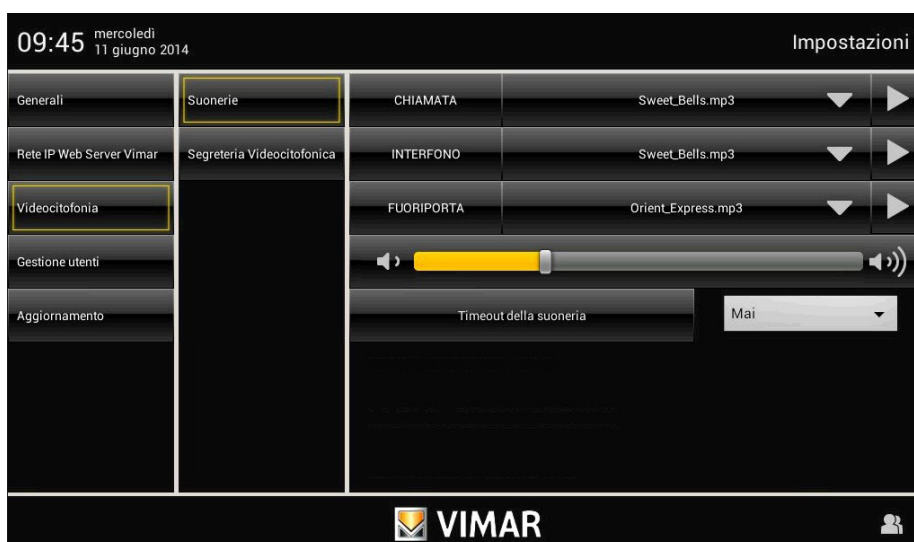 09:45 mercoledì
11 giugno 2014
Impostazioni
Generali
Suonerie
CHIAMATA
Sweet_Bells.mp3
Rete IP Web Server Vimar
Segreteria Videocitofonica
INTERFONO
Sweet_Bells.mp3
Videocitofonia
FUORIPORTA
Orient_Express.mp3
Gestione utenti
Aggiornamento
Timeout della suoneria
Mai
VIMAR